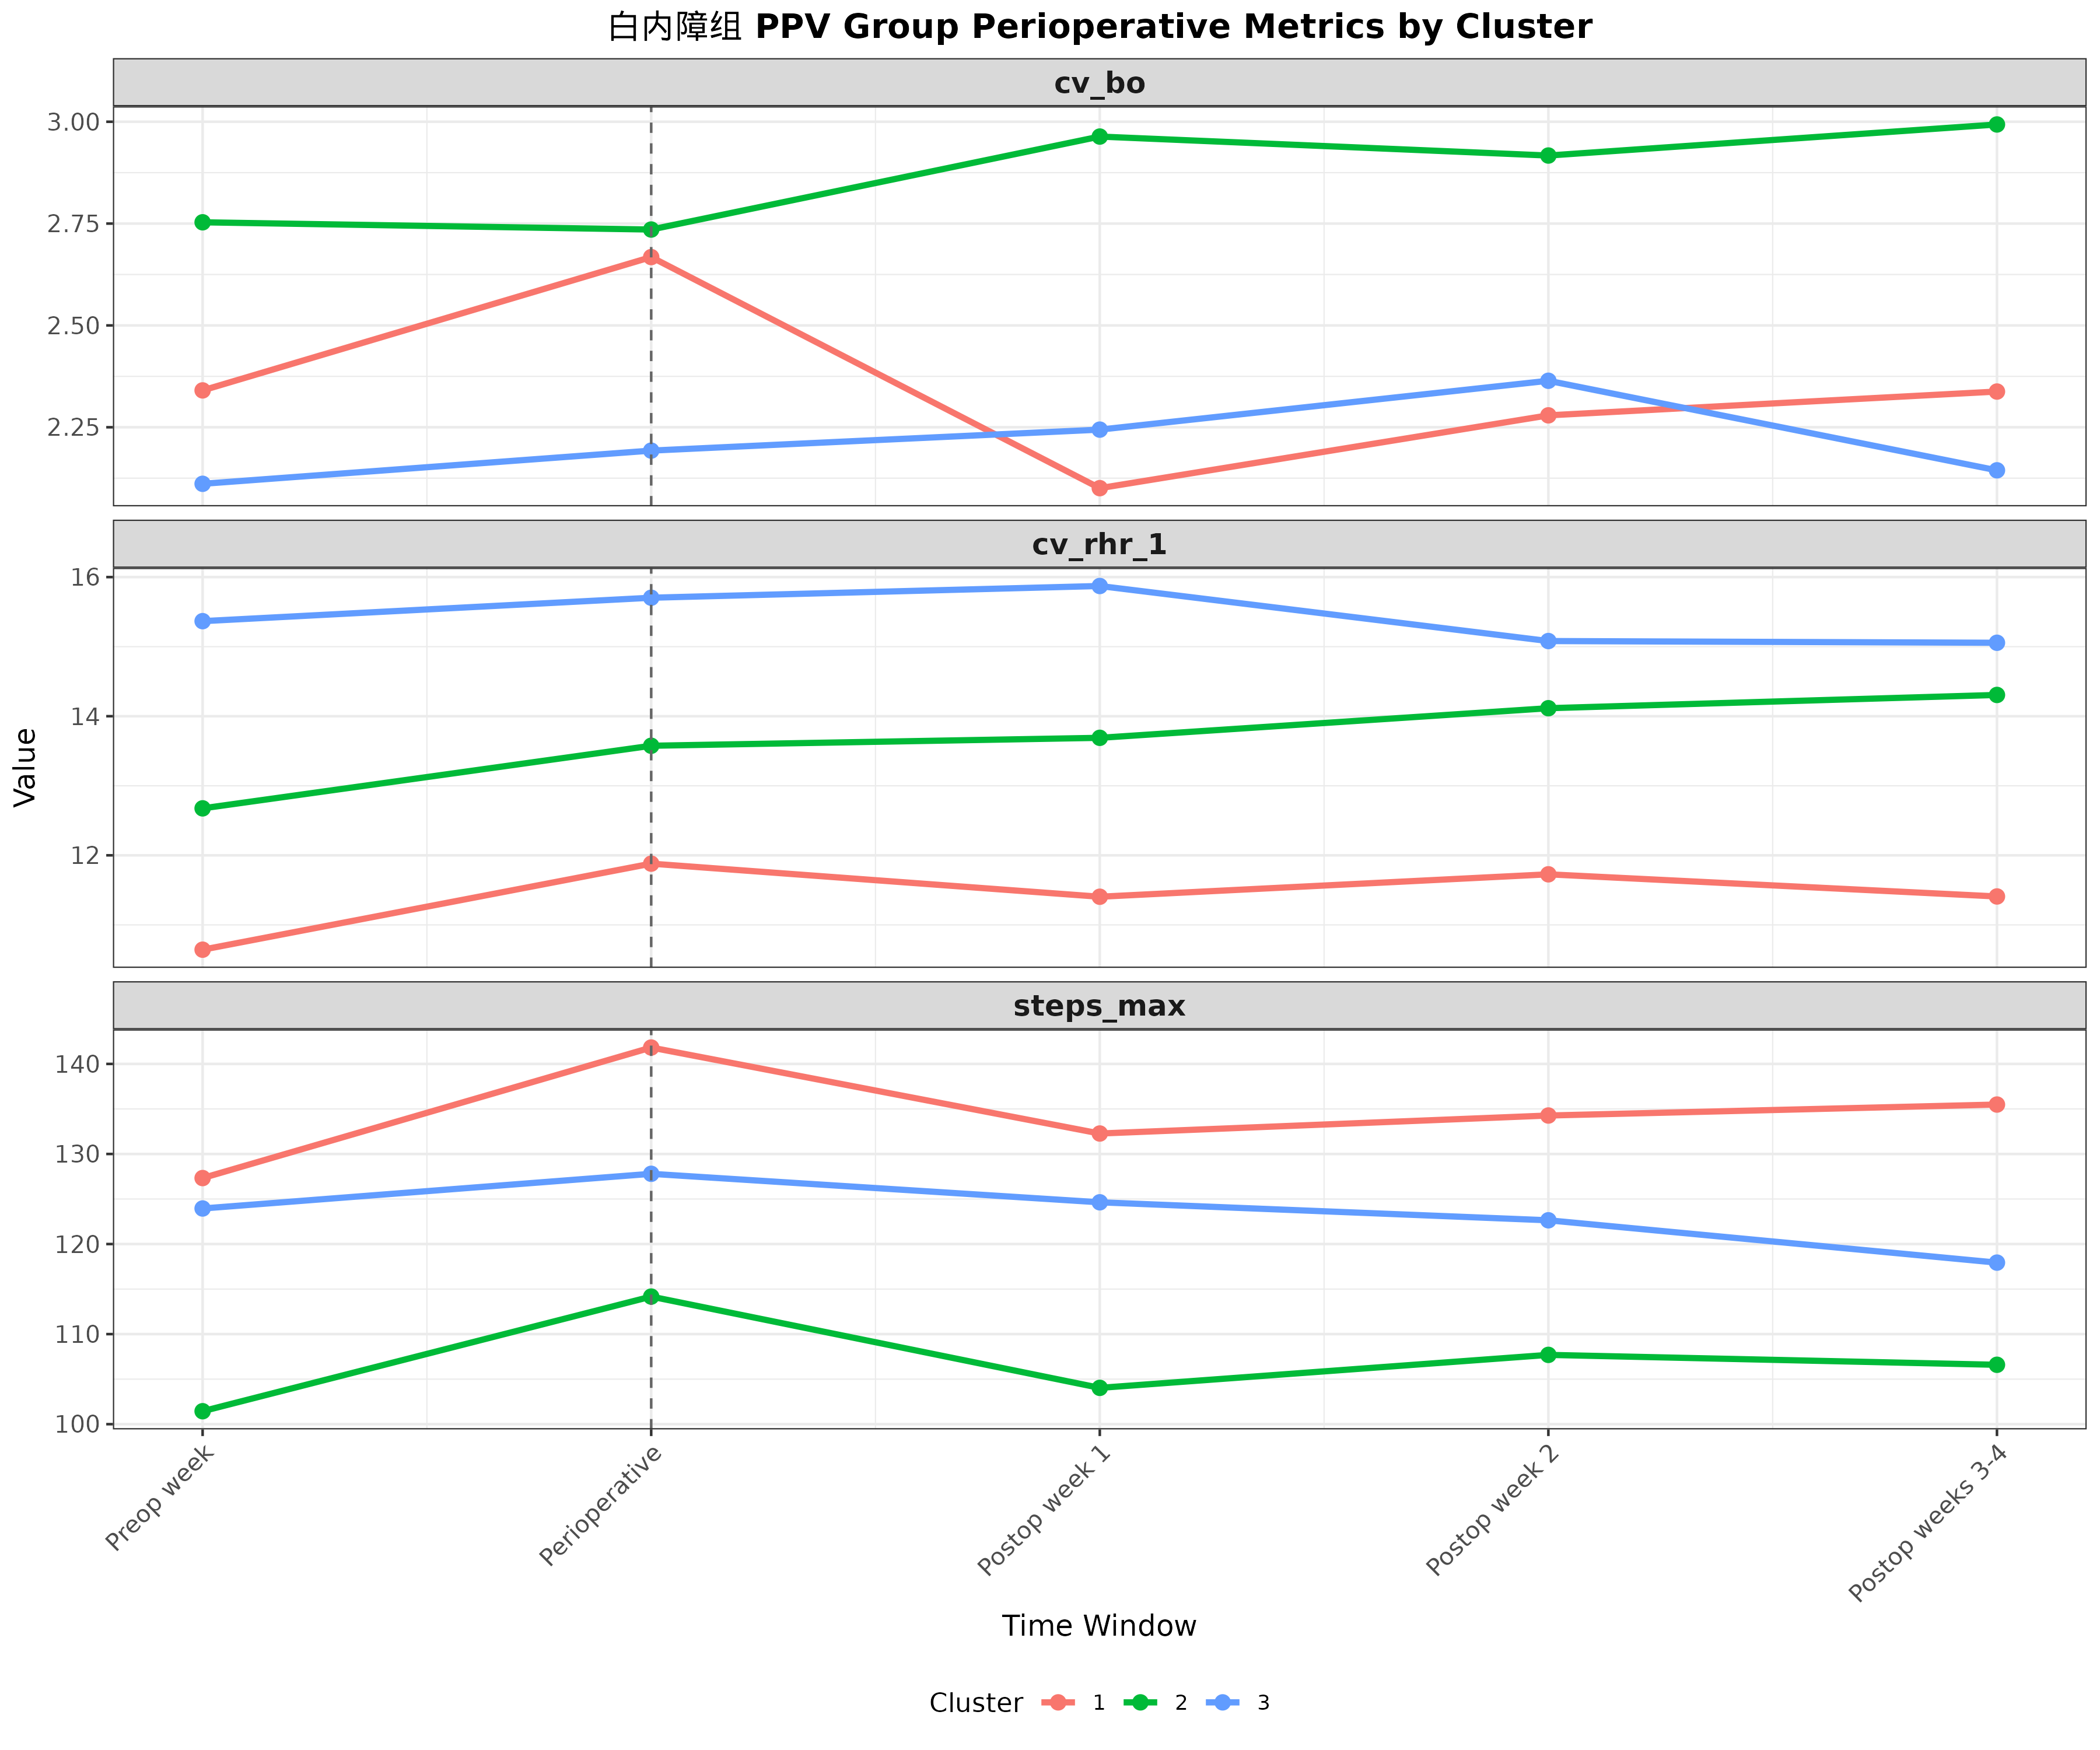 白内障组 PPV Group Perioperative Metrics by Cluster
cv_bo
3.00
2.75
2.50
2.25
cv_rhr_1
16
14
12
Value
steps_max
140
130
120
110
100
Preop week
Perioperative
Postop week 1
Postop week 2
Postop weeks 3-4
Time Window
Cluster 1 2 3